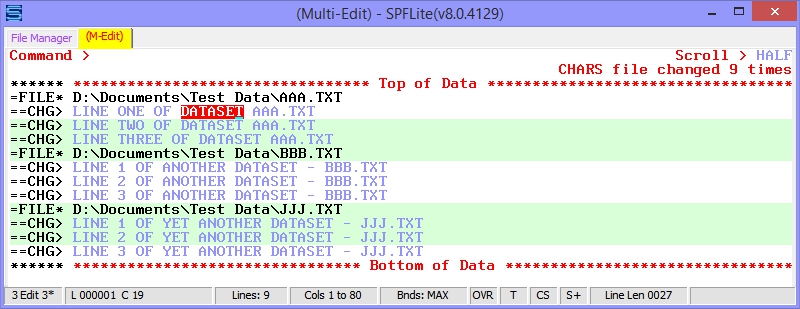 (Multi-Edit) - SPFLite(v8.0.4129)
File Manager (M-Edit)
Command > Scroll > HALF
CHARS file changed 9 times
****** ********************************* Top of Data **********************************
=FILE* D:\Documents\Test Data\AAA.TXT
==CHG> LINE ONE OF DATASET AAA.TXT
==CHG> LINE TWO OF DATASET AAA.TXT
==CHG> LINE THREE OF DATASET AAA.TXT
=FILE* D:\Documents\Test Data\BBB.TXT
==CHG> LINE 1 OF ANOTHER DATASET - BBB.TXT
==CHG> LINE 2 OF ANOTHER DATASET - BBB.TXT
==CHG> LINE 3 OF ANOTHER DATASET - BBB.TXT
=FILE* D:\Documents\Test Data\JJJ.TXT
==CHG> LINE 1 OF YET ANOTHER DATASET - JJJ.TXT
==CHG> LINE 2 OF YET ANOTHER DATASET - JJJ.TXT
==CHG> LINE 3 OF YET ANOTHER DATASET - JJJ.TXT
****** ******************************** Bottom of Data ********************************
3 Edit 3* L 000001 C 19 Lines: 9 Cols 1 to 80 Bnds: MAX OVR T CS S+ Line Len 0027